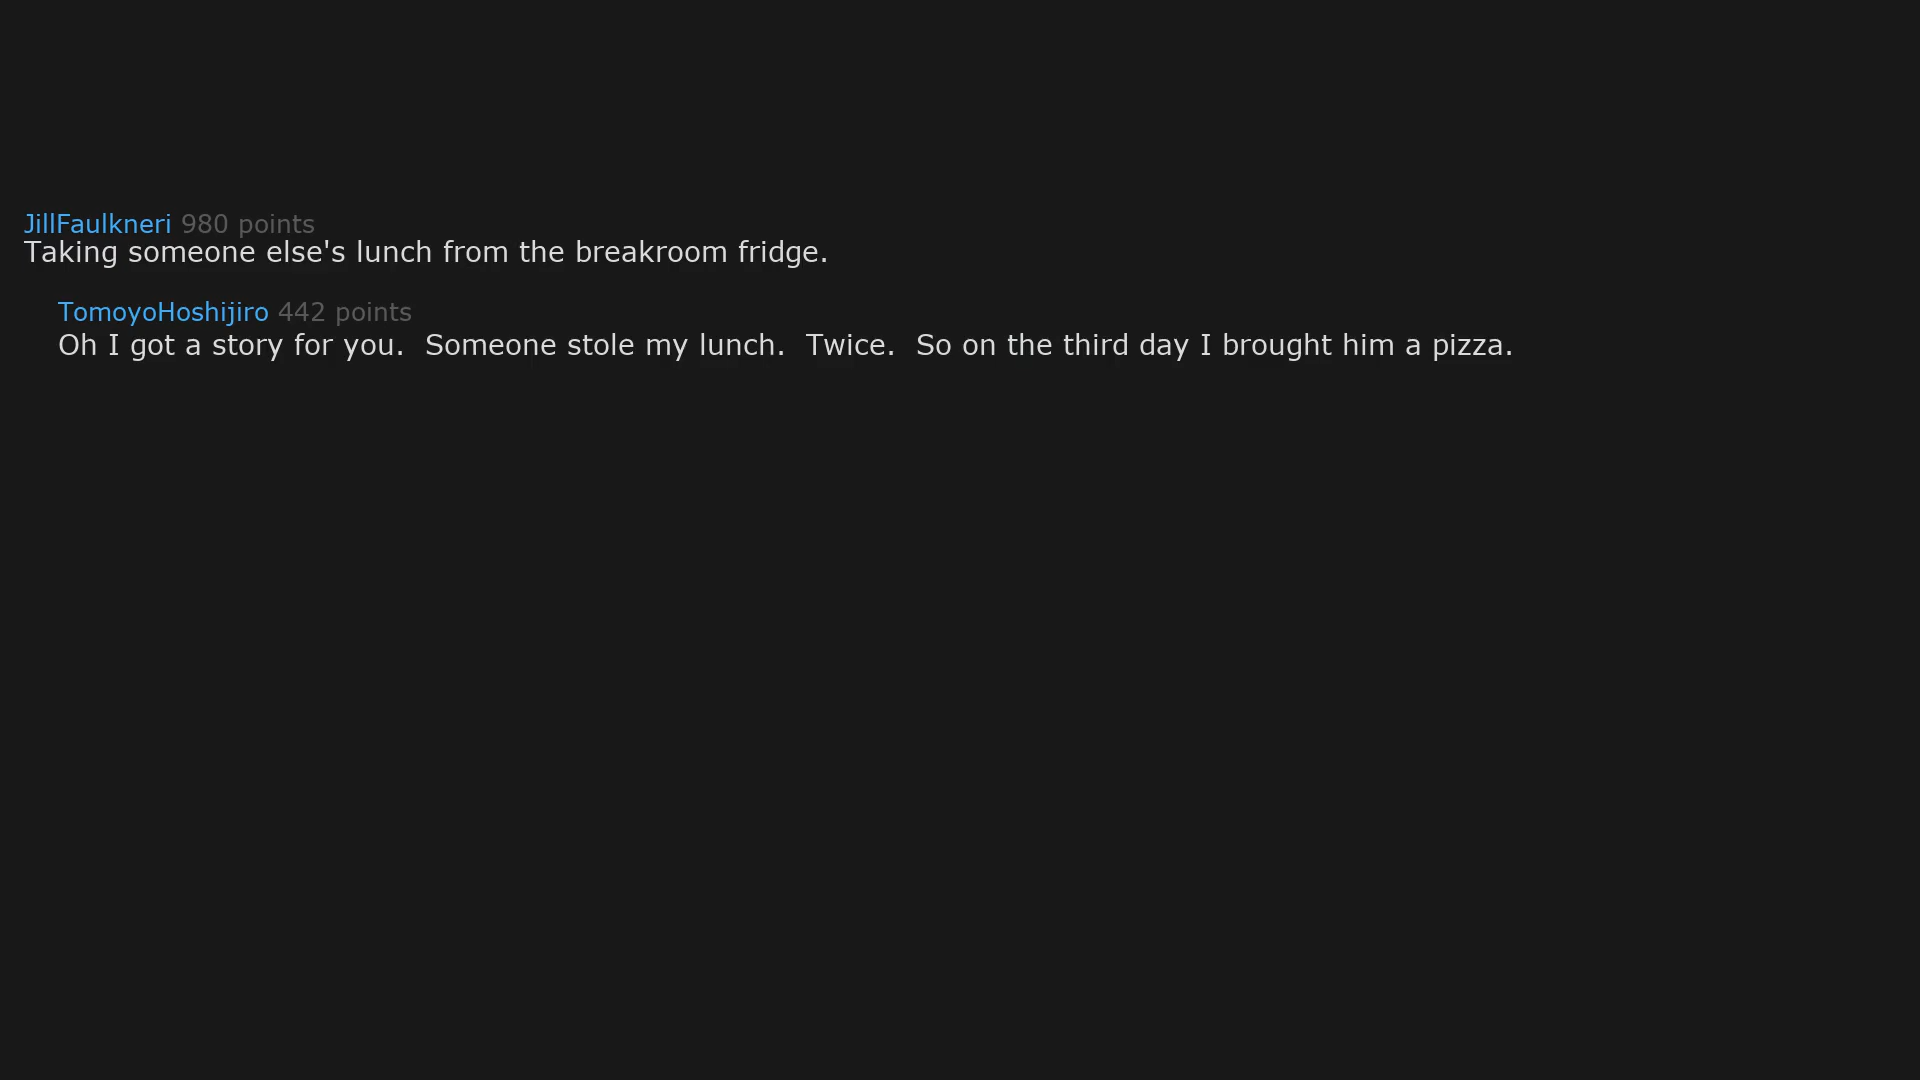 JillFaulkneri 980 points
Taking someone else's lunch from the breakroom fridge.
TomoyoHoshijiro 442 points
Oh I got a story for you.  Someone stole my lunch.  Twice.  So on the third day I brought him a pizza.